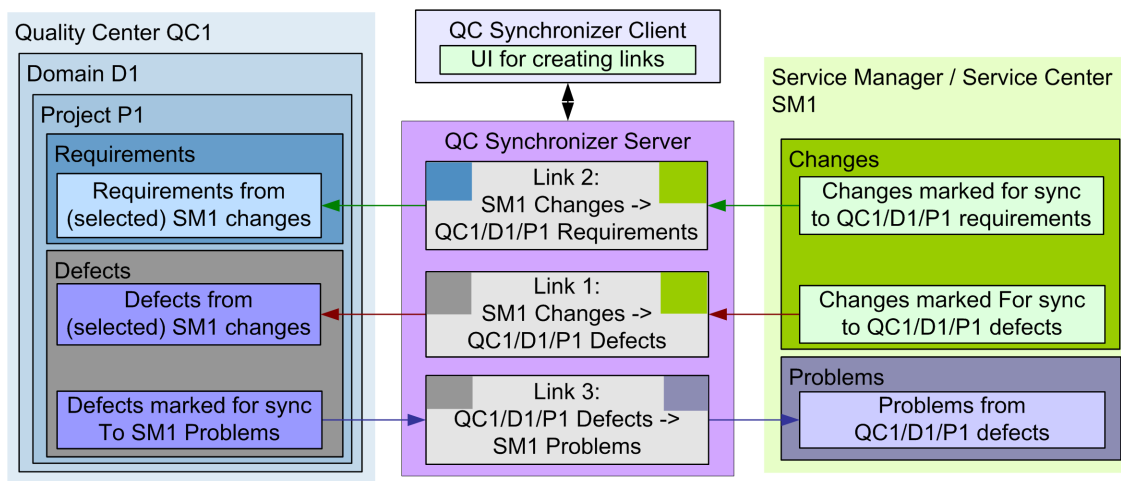 Quality Center QC1
Domain D1
Project P1
Requirements
Requirements from
(selected) SM1 changes
Defects
Defects from
(selected) SM1 changes
Defects marked for sync
To SM1 Problems
QC Synchronizer Client
UI for creating links
QC Synchronizer Server
Link 2:
SM1 Changes ->
QC1/D1/P1 Requirements
Link 1:
SM1 Changes ->
QC1/D1/P1 Defects
Link 3:
QC1/D1/P1 Defects ->
SM1 Problems
Service Manager / Service Center
SM1
Changes
Changes marked for sync
to QC1/D1/P1 requirements
Changes marked For sync
to QC1/D1/P1 defects
Problems
Problems from
QC1/D1/P1 defects